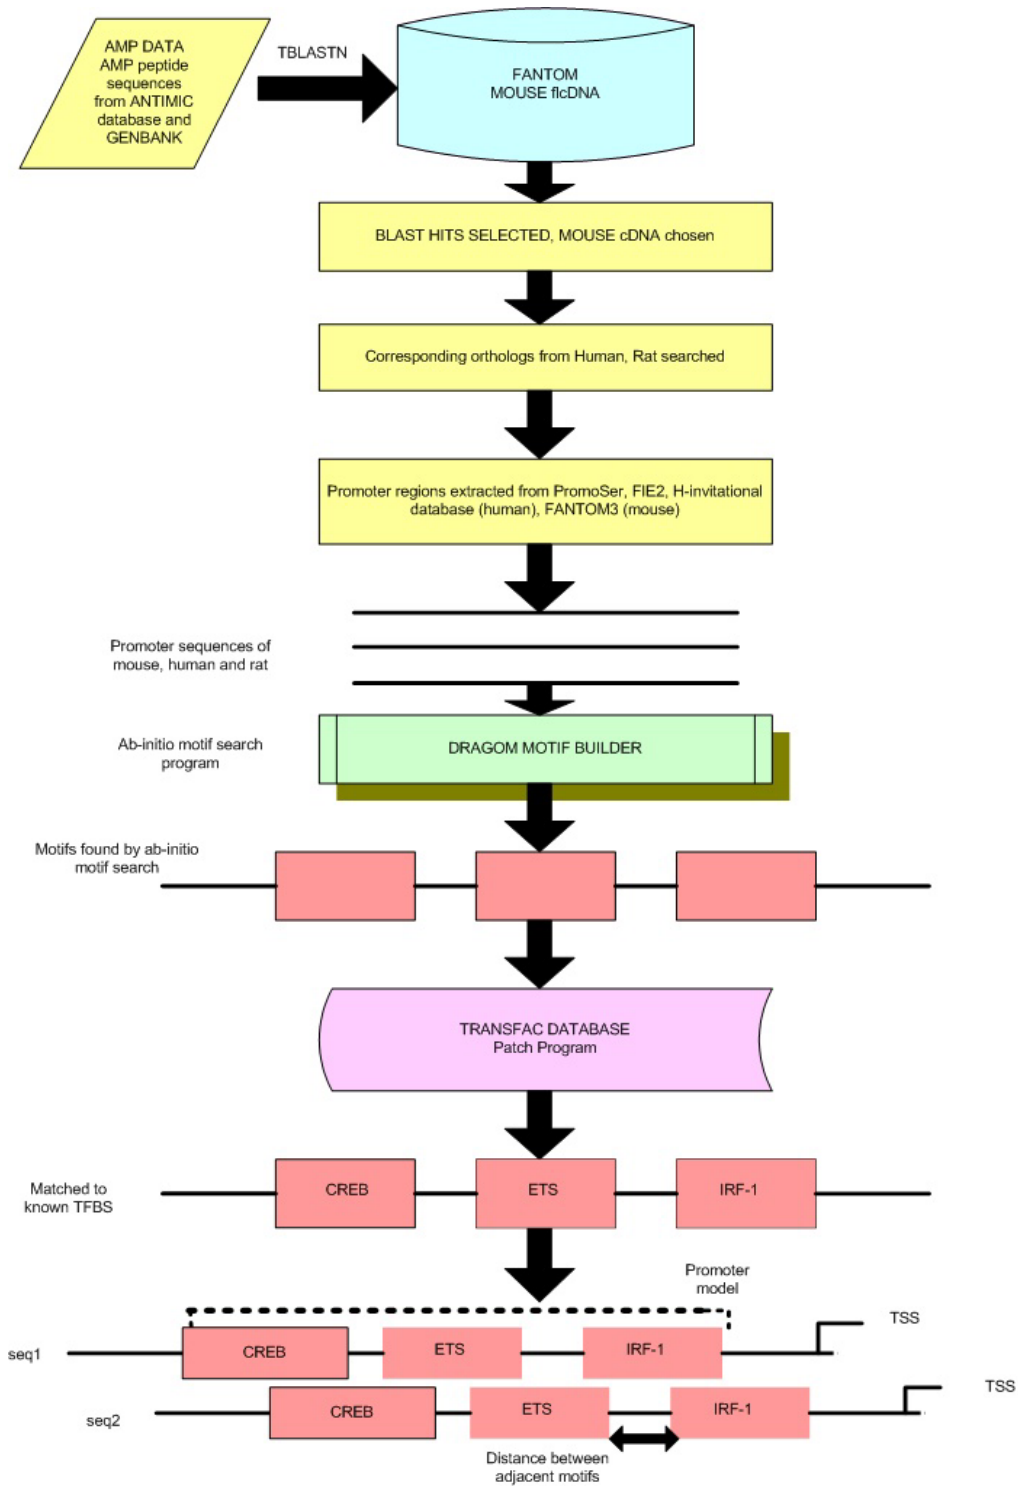 AMP DATA
AMP peptide
sequences
from ANTIMIC
database and
GENBANK
TBLASTN
FANTOM
MOUSE flcDNA
BLAST HITS SELECTED, MOUSE cDNA chosen
Corresponding orthologs from Human, Rat searched
Promoter regions extracted from PromoSer, FIE2, H-invitational
database (human), FANTOM3 (mouse)
Promoter sequences of
mouse, human and rat
Ab-initio motif search
program
DRAGOM MOTIF BUILDER
Motifs found by ab-initio
motif search
TRANSFAC DATABASE
Patch Program
Matched to
known TFBS
CREB
ETS
IRF-1
Promoter
model
seq1
CREB
ETS
IRF-1
TSS
seq2
CREB
ETS
IRF-1
TSS
Distance between
adjacent motifs